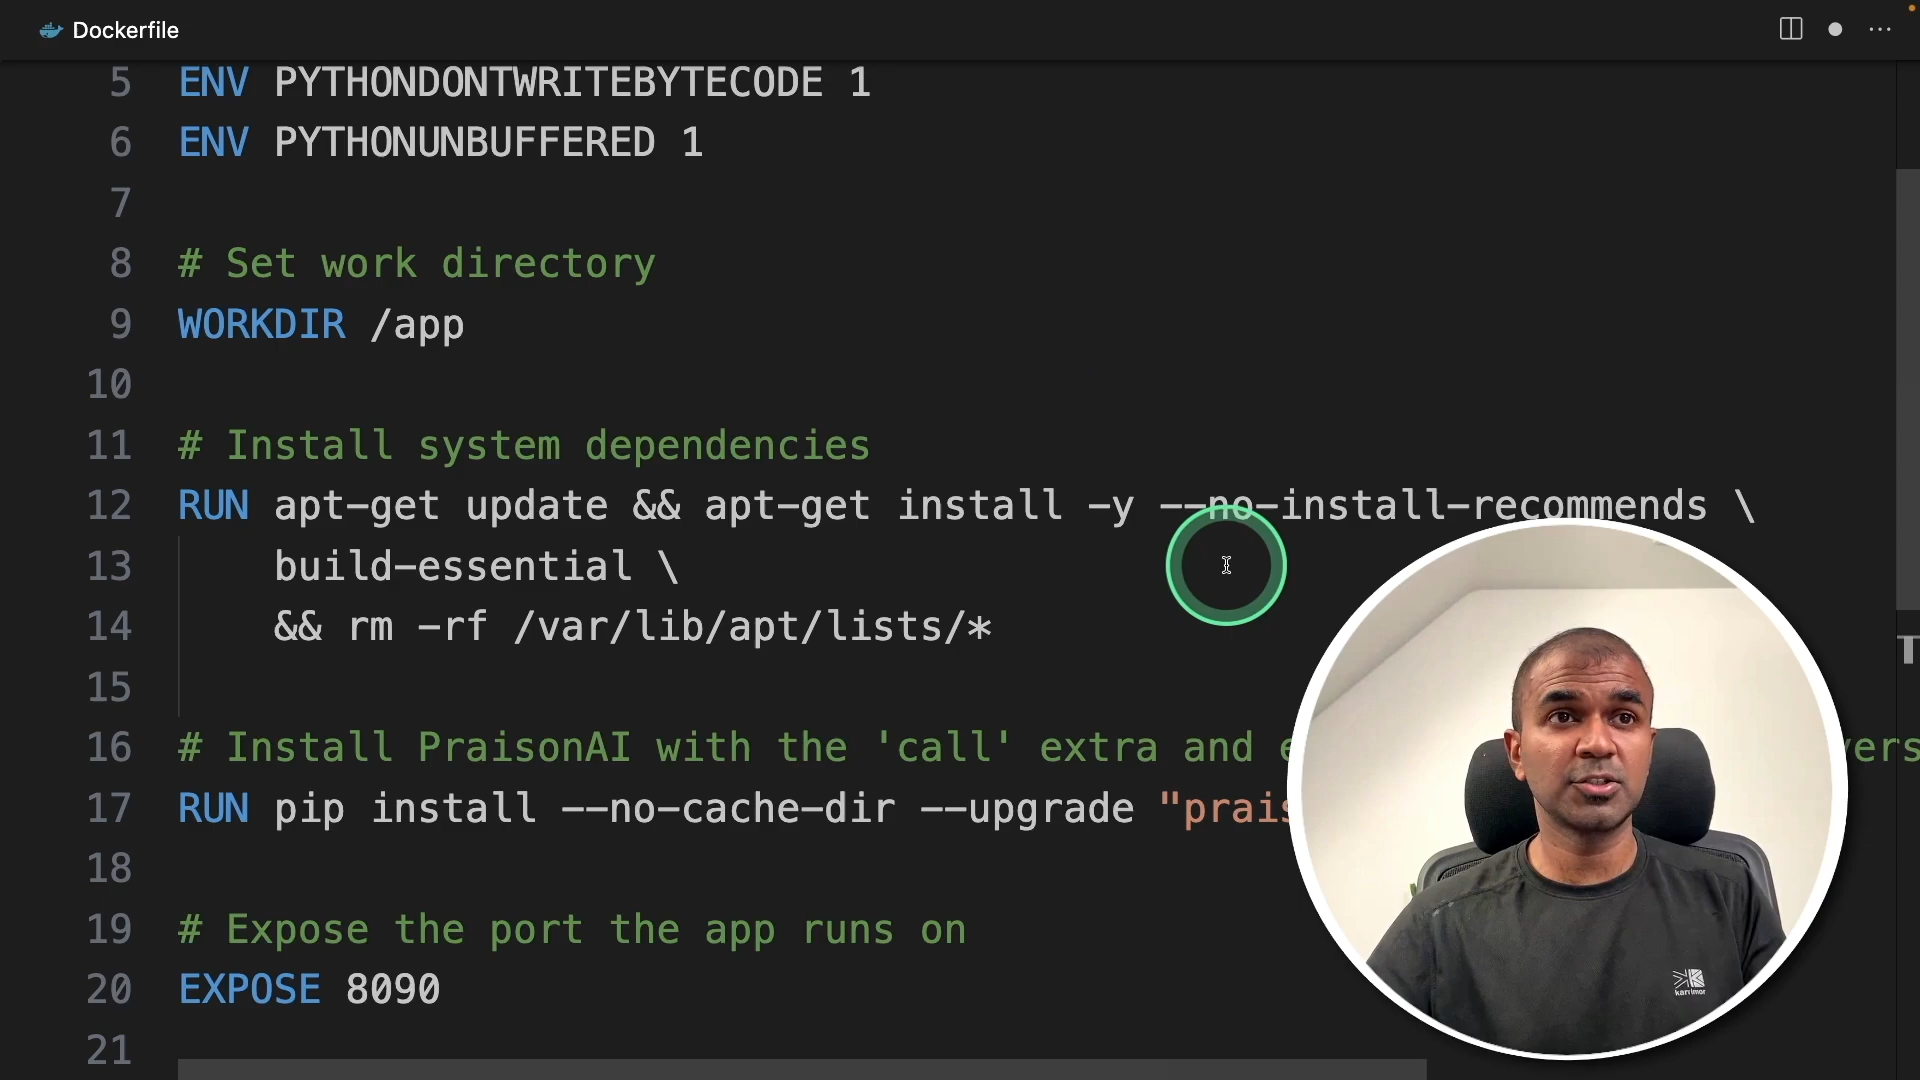 Dockerfile
5 ENV PYTHONDONTWRITEBYTECODE 1
6 ENV PYTHONUNBUFFERED 1
7
8 # Set work directory
9 WORKDIR /app
10
11 # Install system dependencies
12 RUN apt-get update && apt-get install -y --no-install-recommends \
13 build-essential \
14 && rm -rf /var/lib/apt/lists/*
15
16 # Install PraisonAI with the 'call' extra and
17 RUN pip install --no-cache-dir --upgrade "prais
18
19 # Expose the port the app runs on
20 EXPOSE 8090
21
karrimor